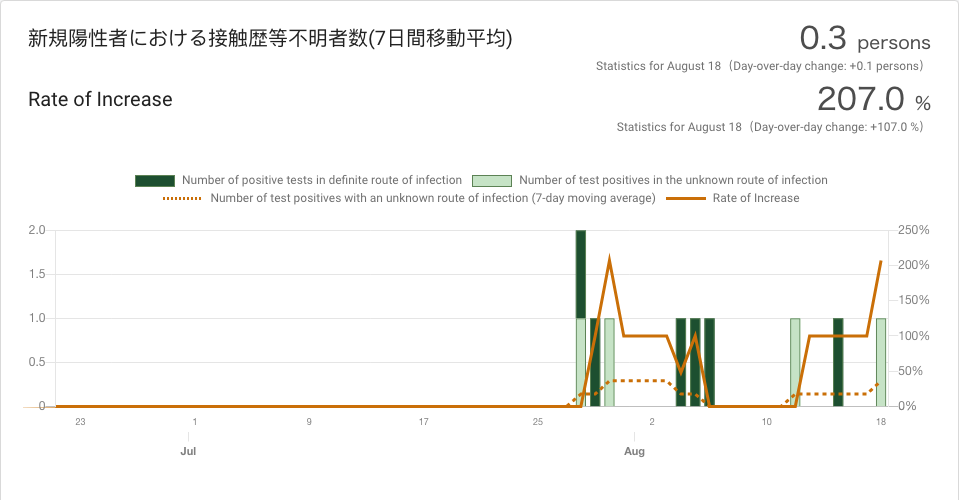 新規陽性者における接触歴等不明者数(7日間移動平均)
0.3 persons
Statistics for August 18（Day-over-day change: +0.1 persons）
Rate of Increase
207.0 %
Statistics for August 18（Day-over-day change: +107.0 %）
Number of positive tests in definite route of infection
Number of test positives in the unknown route of infection
Number of test positives with an unknown route of infection (7-day moving average)
Rate of Increase
2.0
1.5
1.0
0.5
0
250%
200%
150%
100%
50%
0%
23 1 9 17 25 2 10 18
Jul Aug